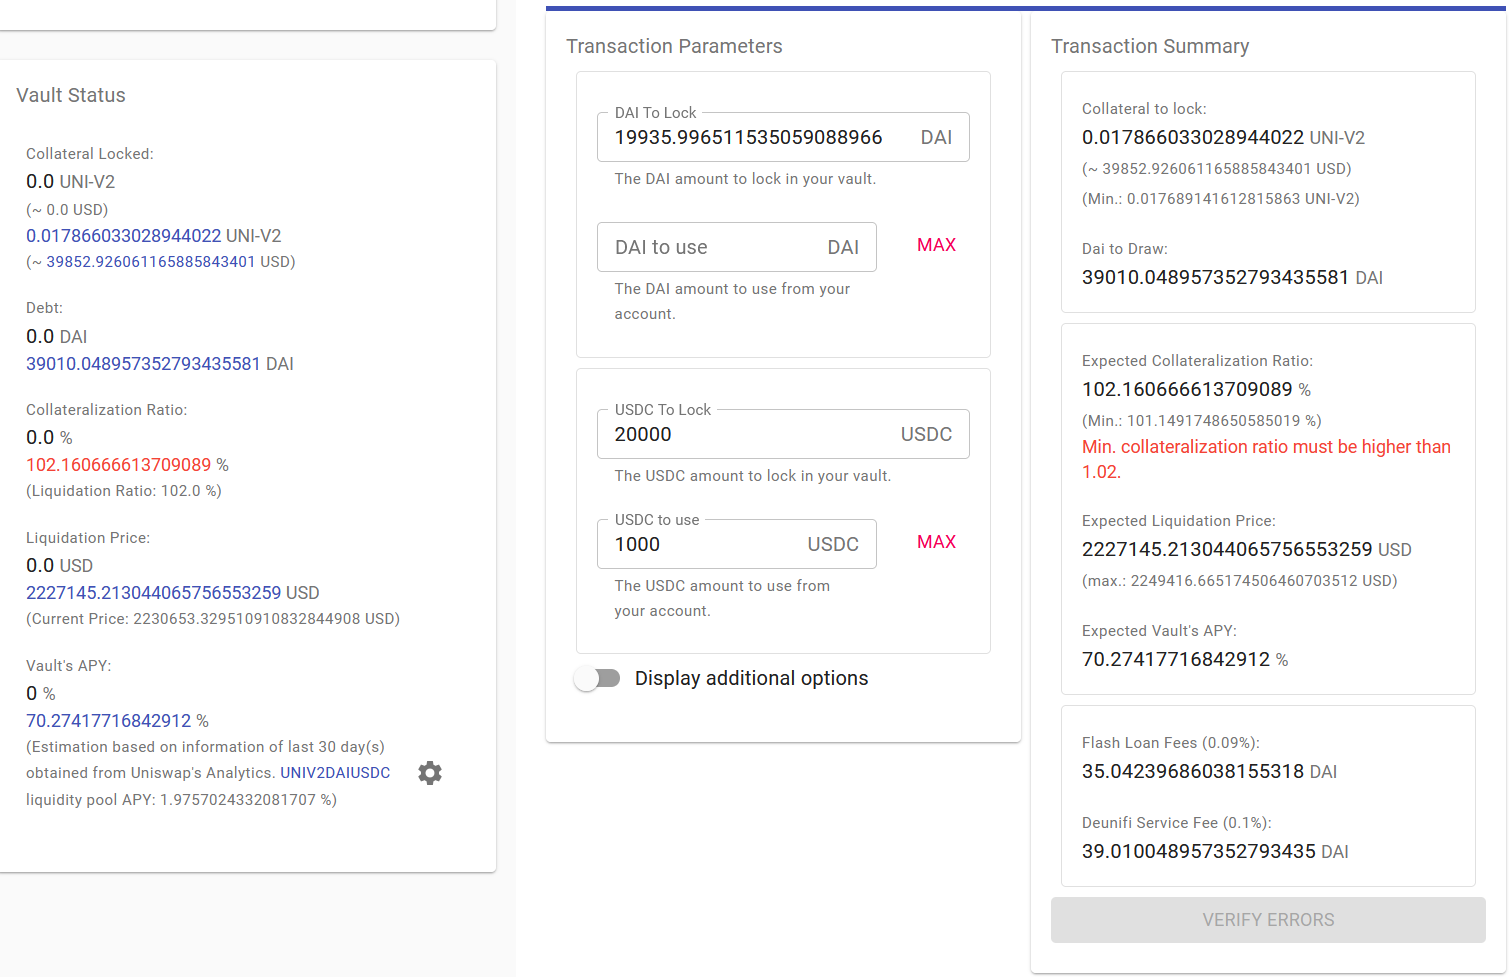 Vault Status
Collateral Locked:
0.0 UNI-V2
(~ 0.0 USD)
0.017866033028944022 UNI-V2
(~ 39852.926061165885843401 USD)
Debt:
0.0 DAI
39010.048957352793435581 DAI
Collateralization Ratio:
0.0 %
102.160666613709089 %
(Liquidation Ratio: 102.0 %)
Liquidation Price:
0.0 USD
2227145.213044065756553259 USD
(Current Price: 2230653.329510910832844908 USD)
Vault's APY:
0 %
70.27417716842912 %
(Estimation based on information of last 30 day(s)
obtained from Uniswap's Analytics. UNIV2DAIUSDC
liquidity pool APY: 1.9757024332081707 %)
Transaction Parameters
DAI To Lock
19935.996511535059088966 DAI
The DAI amount to lock in your vault.
DAI to use DAI MAX
The DAI amount to use from your
account.
USDC To Lock
20000 USDC
The USDC amount to lock in your vault.
USDC to use
1000 USDC MAX
The USDC amount to use from
your account.
Display additional options
Transaction Summary
Collateral to lock:
0.017866033028944022 UNI-V2
(~ 39852.926061165885843401 USD)
(Min.: 0.017689141612815863 UNI-V2)
Dai to Draw:
39010.048957352793435581 DAI
Expected Collateralization Ratio:
102.160666613709089 %
(Min.: 101.1491748650585019 %)
Min. collateralization ratio must be higher than
1.02.
Expected Liquidation Price:
2227145.213044065756553259 USD
(max.: 2249416.665174506460703512 USD)
Expected Vault's APY:
70.27417716842912 %
Flash Loan Fees (0.09%):
35.04239686038155318 DAI
Deunifi Service Fee (0.1%):
39.010048957352793435 DAI
VERIFY ERRORS